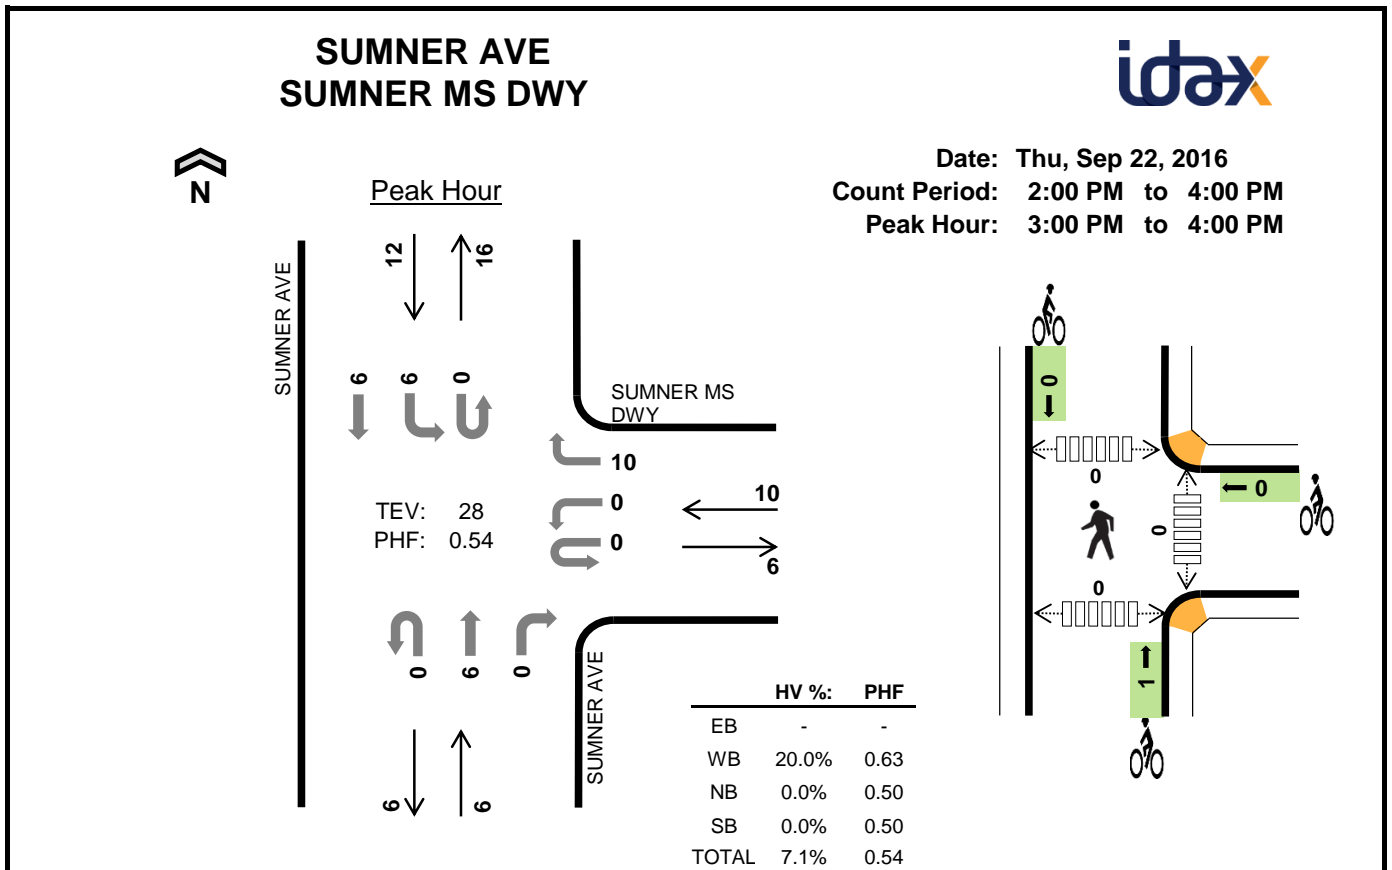 SUMNER AVE
SUMNER MS DWY
idax
Date: Thu, Sep 22, 2016
Count Period: 2:00 PM to 4:00 PM
Peak Hour: 3:00 PM to 4:00 PM
N
Peak Hour
12
16
SUMNER AVE
6
6
0
SUMNER MS
DWY
10
0
0
10
6
TEV: 28
PHF: 0.54
0
6
0
6
6
SUMNER AVE
HV %: PHF
EB - -
WB 20.0% 0.63
NB 0.0% 0.50
SB 0.0% 0.50
TOTAL 7.1% 0.54
0
0
0
0
0
1